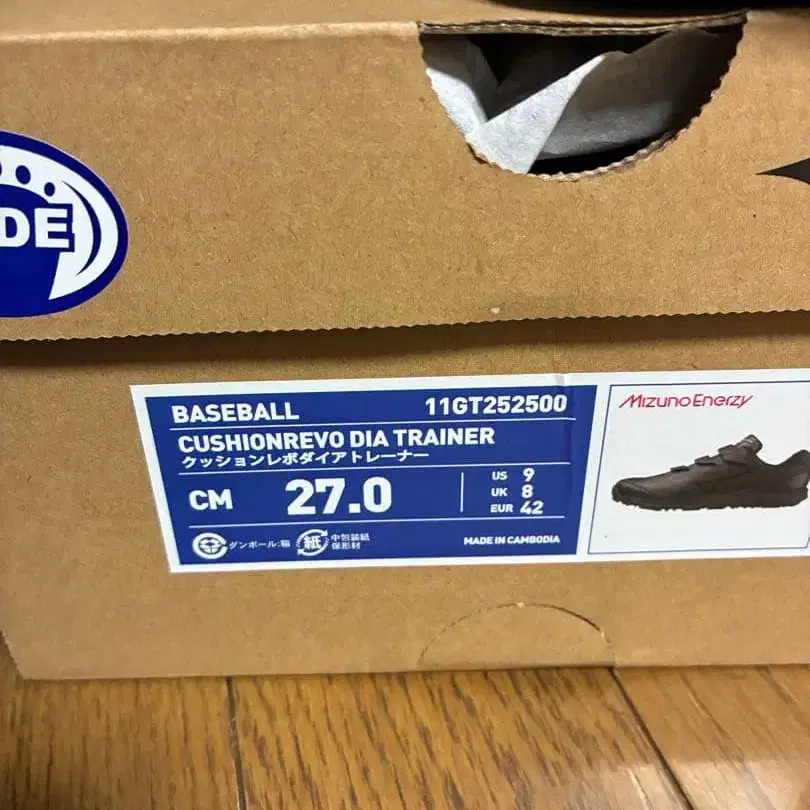 DE
BASEBALL 11GT252500
CUSHIONREVO DIA TRAINER
クッションレボダイアトレーナー
CM 27.0
US 9
UK 8
EUR 42
ダンボール:箱
紙 中包装紙
保形材
MADE IN CAMBODIA
Mizuno Enerzy